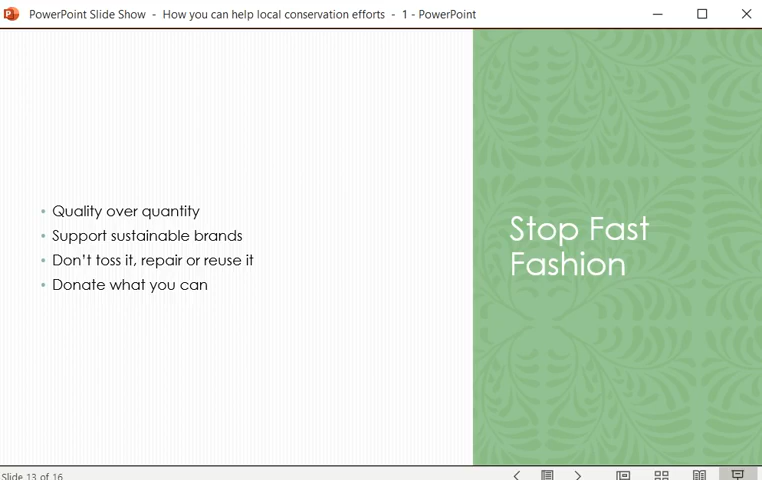 PowerPoint Slide Show - How you can help local conservation efforts - 1 - PowerPoint
• Quality over quantity
• Support sustainable brands
• Don't toss it, repair or reuse it
• Donate what you can
Stop Fast
Fashion
Slide 13 of 16